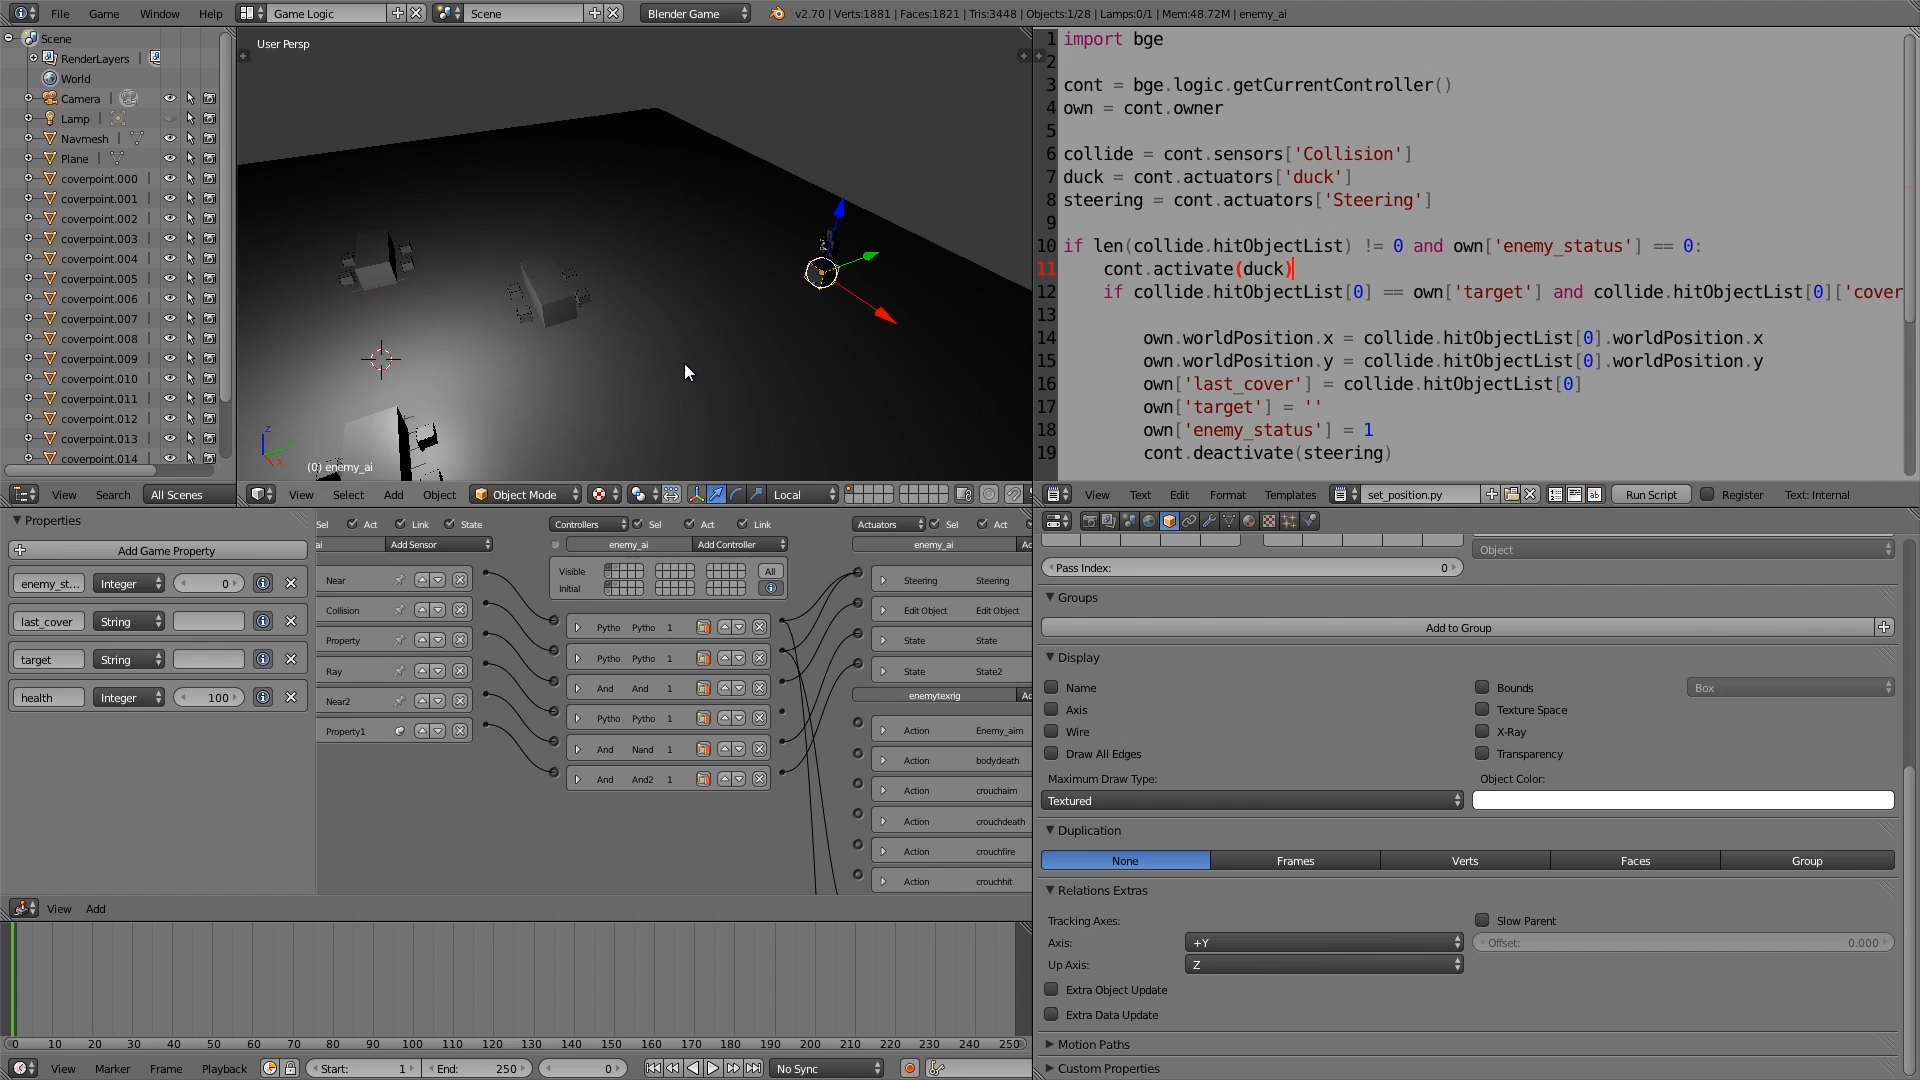 File Game Window Help Game Logic Scene Blender Game v2.70 | Verts:1881 | Faces:1821 | Tris:3448 | Objects:1/28 | Lamps:0/1 | Mem:48.72M | enemy_ai
Scene
RenderLayers |
World
Camera |
Lamp |
Navmesh |
Plane |
coverpoint.000
coverpoint.001
coverpoint.002
coverpoint.003
coverpoint.004
coverpoint.005
coverpoint.006
coverpoint.007
coverpoint.008
coverpoint.009
coverpoint.010
coverpoint.011
coverpoint.012
coverpoint.013
coverpoint.014
View Search All Scenes
User Persp
z
x
(0) enemy_ai
View Select Add Object Object Mode Local
1 import bge
2
3 cont = bge.logic.getCurrentController()
4 own = cont.owner
5
6 collide = cont.sensors['Collision']
7 duck = cont.actuators['duck']
8 steering = cont.actuators['Steering']
9
10 if len(collide.hitObjectList) != 0 and own['enemy_status'] == 0:
11 cont.activate(duck)
12 if collide.hitObjectList[0] == own['target'] and collide.hitObjectList[0]['cover
13
14 own.worldPosition.x = collide.hitObjectList[0].worldPosition.x
15 own.worldPosition.y = collide.hitObjectList[0].worldPosition.y
16 own['last_cover'] = collide.hitObjectList[0]
17 own['target'] = ''
18 own['enemy_status'] = 1
19 cont.deactivate(steering)
View Text Edit Format Templates set_position.py Run Script Register Text: Internal
Properties
Add Game Property
enemy_st... Integer 0
last_cover String
target String
health Integer 100
Sel Act Link State
ai Add Sensor
Near
Collision
Property
Ray
Near2
Property1
Controllers Sel Act Link
enemy_ai Add Controller
Visible All
Initial
Pytho Pytho 1
Pytho Pytho 1
And And 1
Pytho Pytho 1
And Nand 1
And And2 1
Actuators Sel Act
enemy_ai Ac
Steering Steering
Edit Object Edit Object
State State
State State2
enemytexrig Ac
Action Enemy_aim
Action bodydeath
Action crouchaim
Action crouchdeath
Action crouchfire
Action crouchhit
View Add
0 10 20 30 40 50 60 70 80 90 100 110 120 130 140 150 160 170 180 190 200 210 220 230 240 250
View Marker Frame Playback Start: 1 End: 250 0 No Sync
Object
Pass Index: 0
Groups
Add to Group
Display
Name Bounds Box
Axis Texture Space
Wire X-Ray
Draw All Edges Transparency
Maximum Draw Type: Object Color:
Textured
Duplication
None Frames Verts Faces Group
Relations Extras
Tracking Axes: Slow Parent
Axis: +Y Offset: 0.000
Up Axis: Z
Extra Object Update
Extra Data Update
Motion Paths
Custom Properties